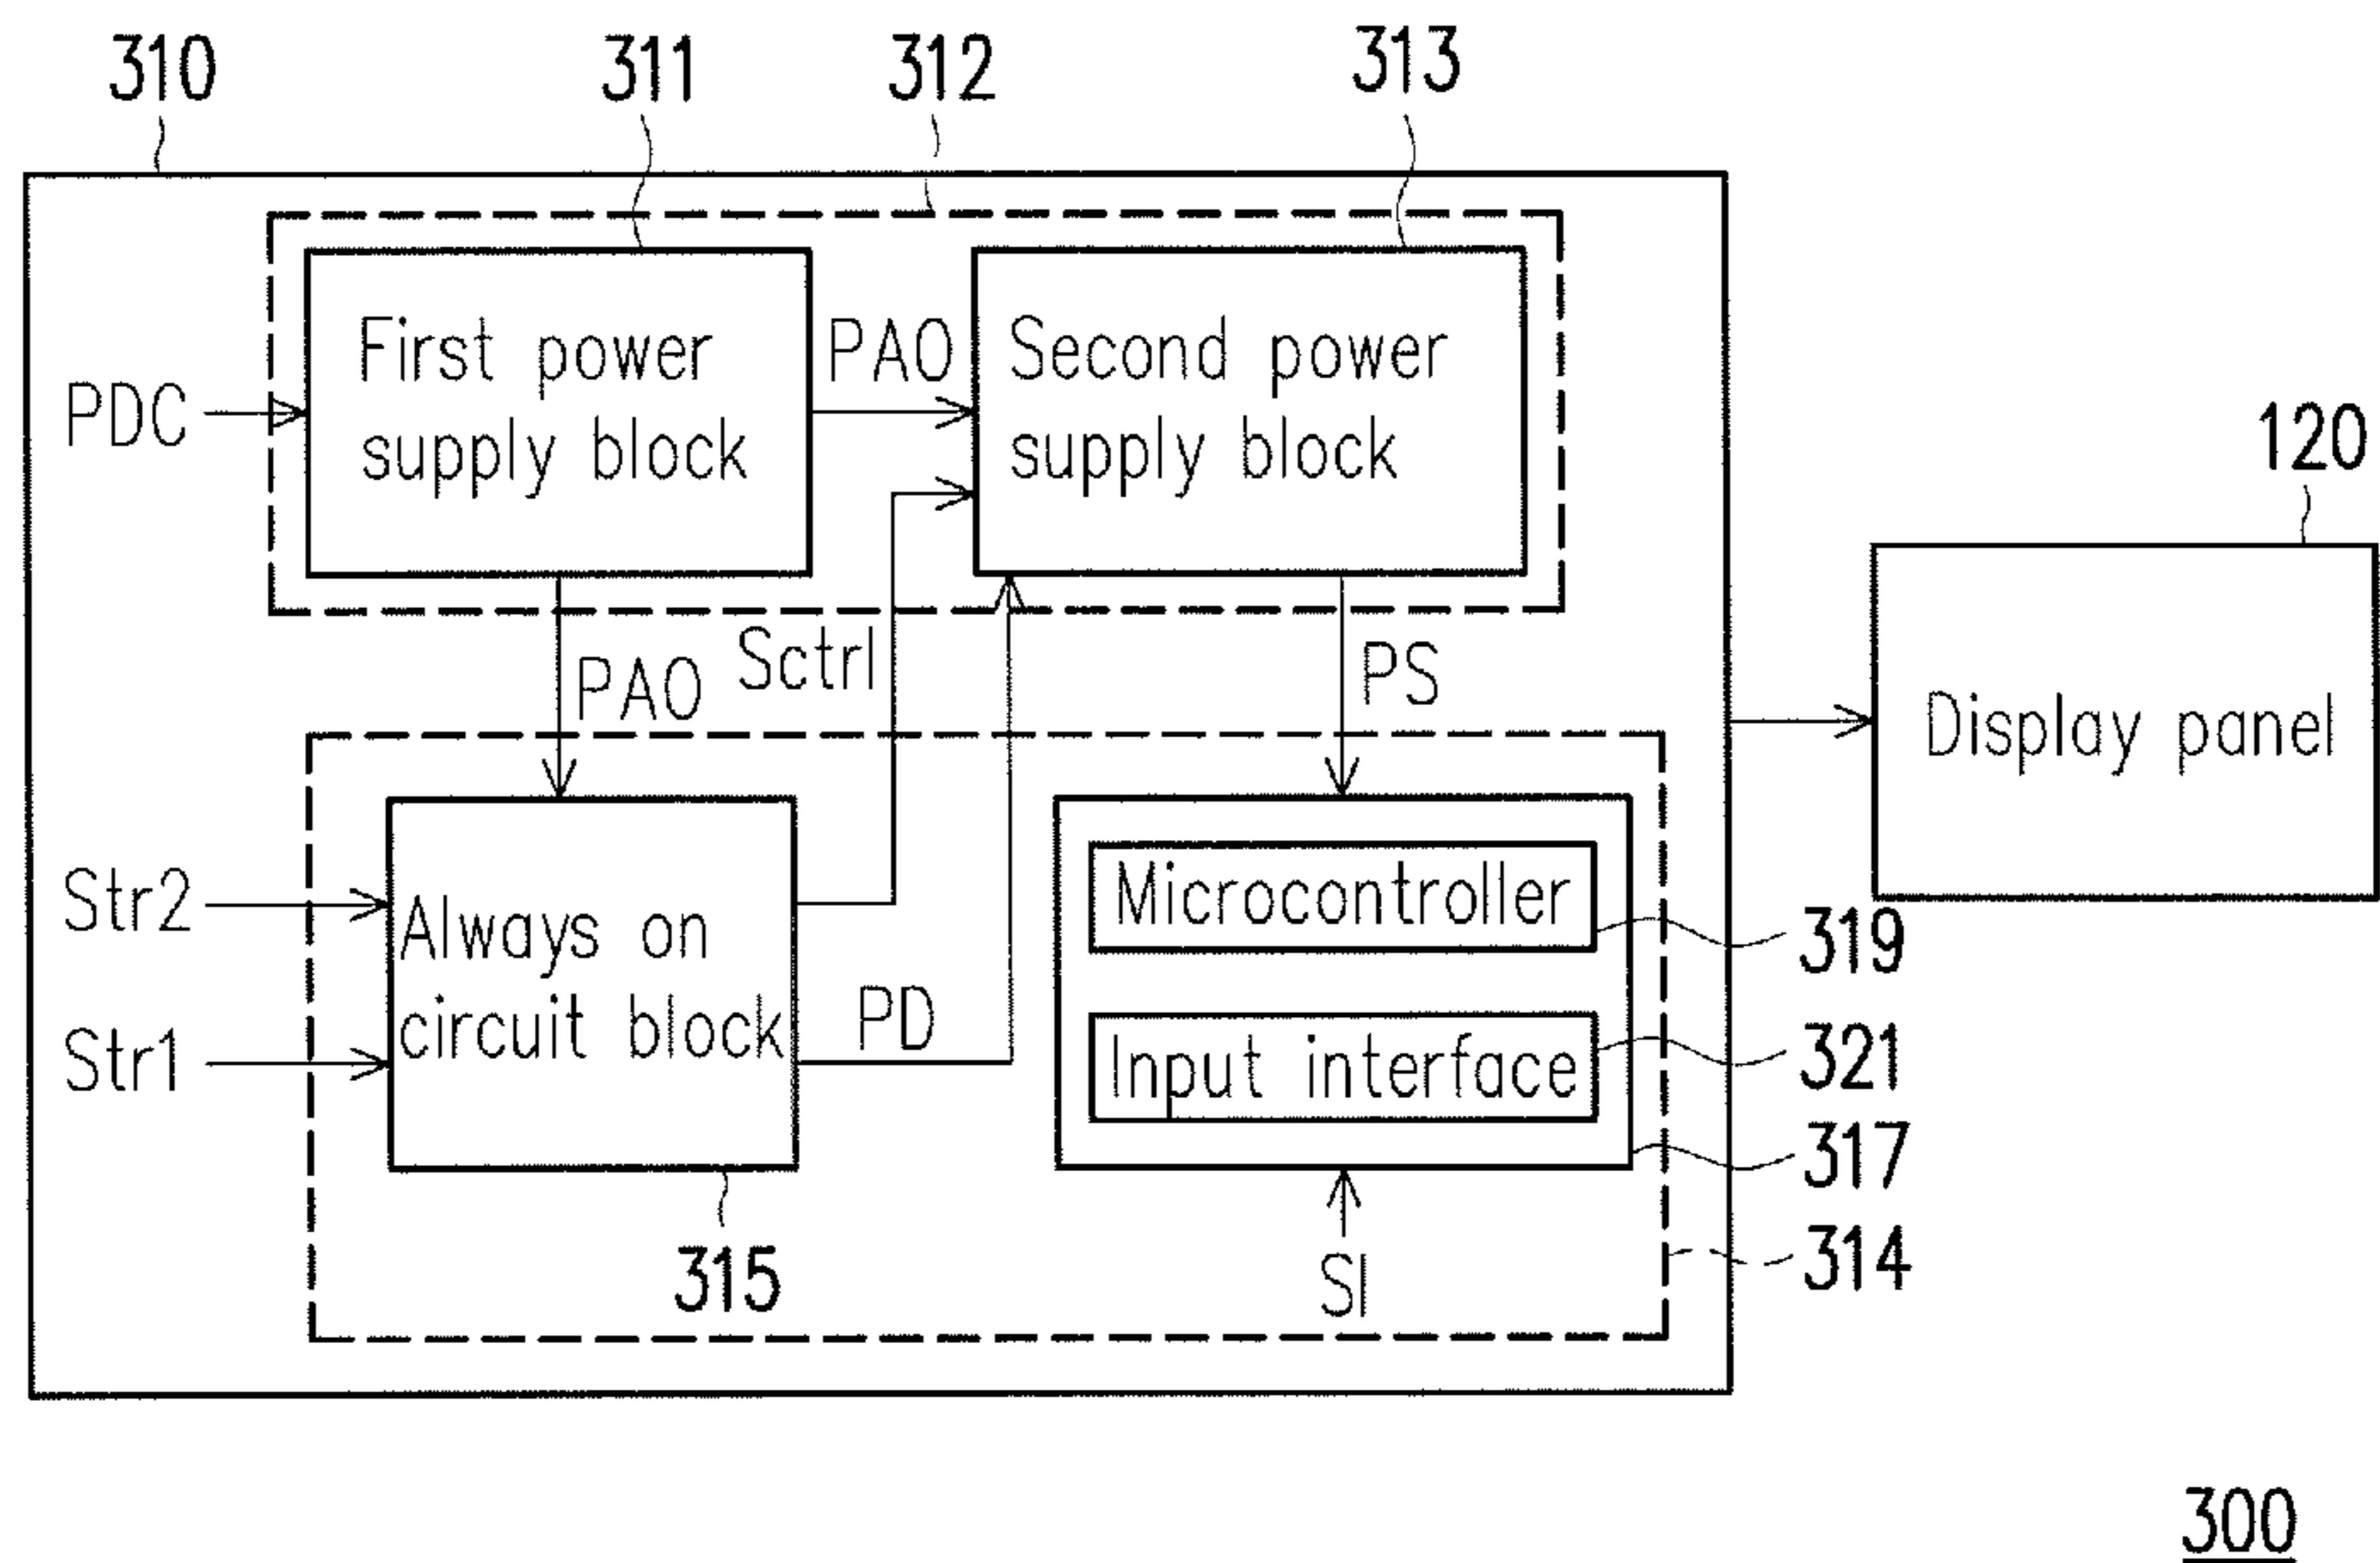 310
311
312
313
First power
supply block
PAO
Second power
supply block
PDC
120
Sctrl
PAO
PS
Display panel
Str2
Always on
circuit block
Microcontroller
319
Str1
PD
Input interface
321
317
315
SI
314
300